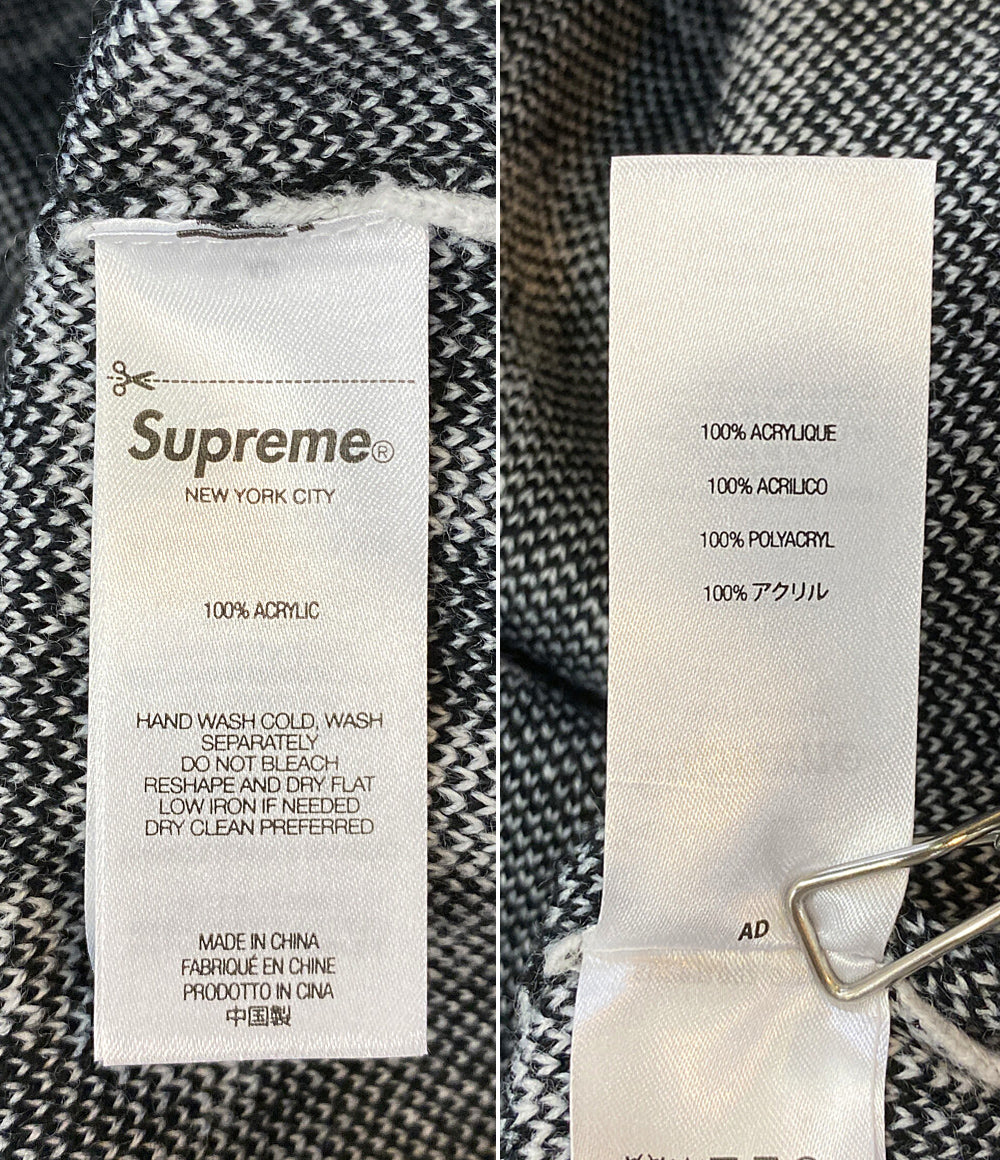 Supreme®
NEW YORK CITY
100% ACRYLIC
HAND WASH COLD, WASH
SEPARATELY
DO NOT BLEACH
RESHAPE AND DRY FLAT
LOW IRON IF NEEDED
DRY CLEAN PREFERRED
MADE IN CHINA
FABRIQUÉ EN CHINE
PRODOTTO IN CINA
中国製
100% ACRYLIQUE
100% ACRILICO
100% POLYACRYL
100% アクリル
AD